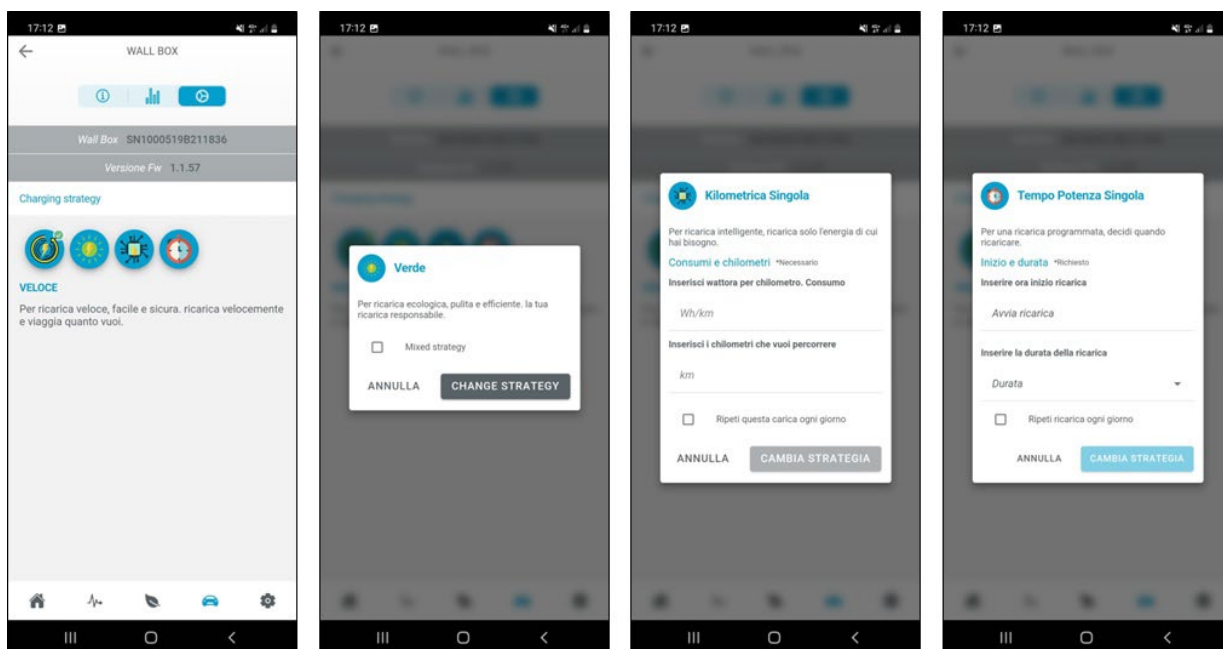 17:12
WALL BOX
Wall Box SN1000519B211836
Versione Fw 1.1.57
Charging strategy
VELOCE
Per ricarica veloce, facile e sicura. ricarica velocemente
e viaggia quanto vuoi.
17:12
Verde
Per ricarica ecologica, pulita e efficiente. la tua
ricarica responsabile.
Mixed strategy
ANNULLA CHANGE STRATEGY
17:12
Kilometrica Singola
Per ricarica intelligente, ricarica solo l'energia di cui
hai bisogno.
Consumi e chilometri *Necessario
Inserisci wattora per chilometro. Consumo
Wh/km
Inserisci i chilometri che vuoi percorrere
km
Ripeti questa carica ogni giorno
ANNULLA CAMBIA STRATEGIA
17:12
Tempo Potenza Singola
Per una ricarica programmata, decidi quando
ricaricare.
Inizio e durata *Richiesto
Inserire ora inizio ricarica
Avvia ricarica
Inserire la durata della ricarica
Durata
Ripeti ricarica ogni giorno
ANNULLA CAMBIA STRATEGIA